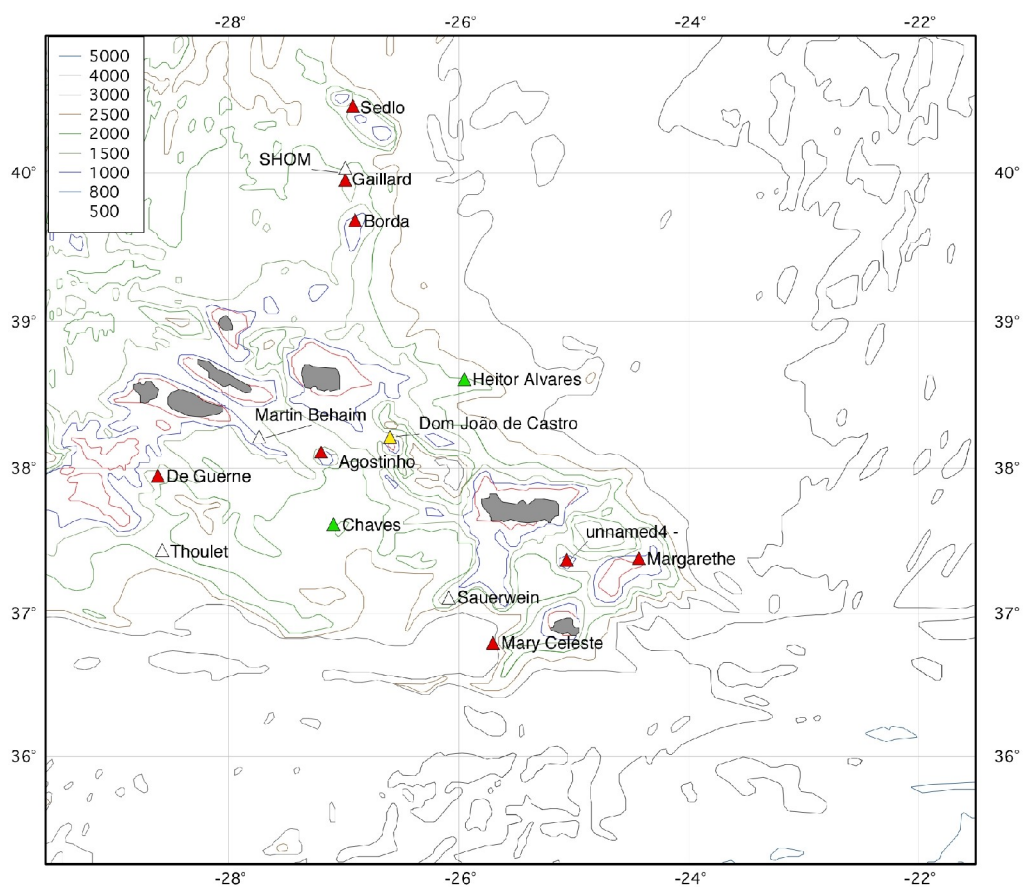 -28° -26° -24° -22°
5000
4000
3000
2500
2000
1500
1000
800
500
Sedlo
SHOM
40° Gaillard 40°
Borda
39° 39°
Heitor Alvares
Martin Behaim
Dom João de Castro
38° Agostinho 38°
De Guerne
Chaves
unnamed4 -
Thoulet
Margarethe
37° Sauerwein 37°
Mary Celeste
36° 36°
-28° -26° -24° -22°